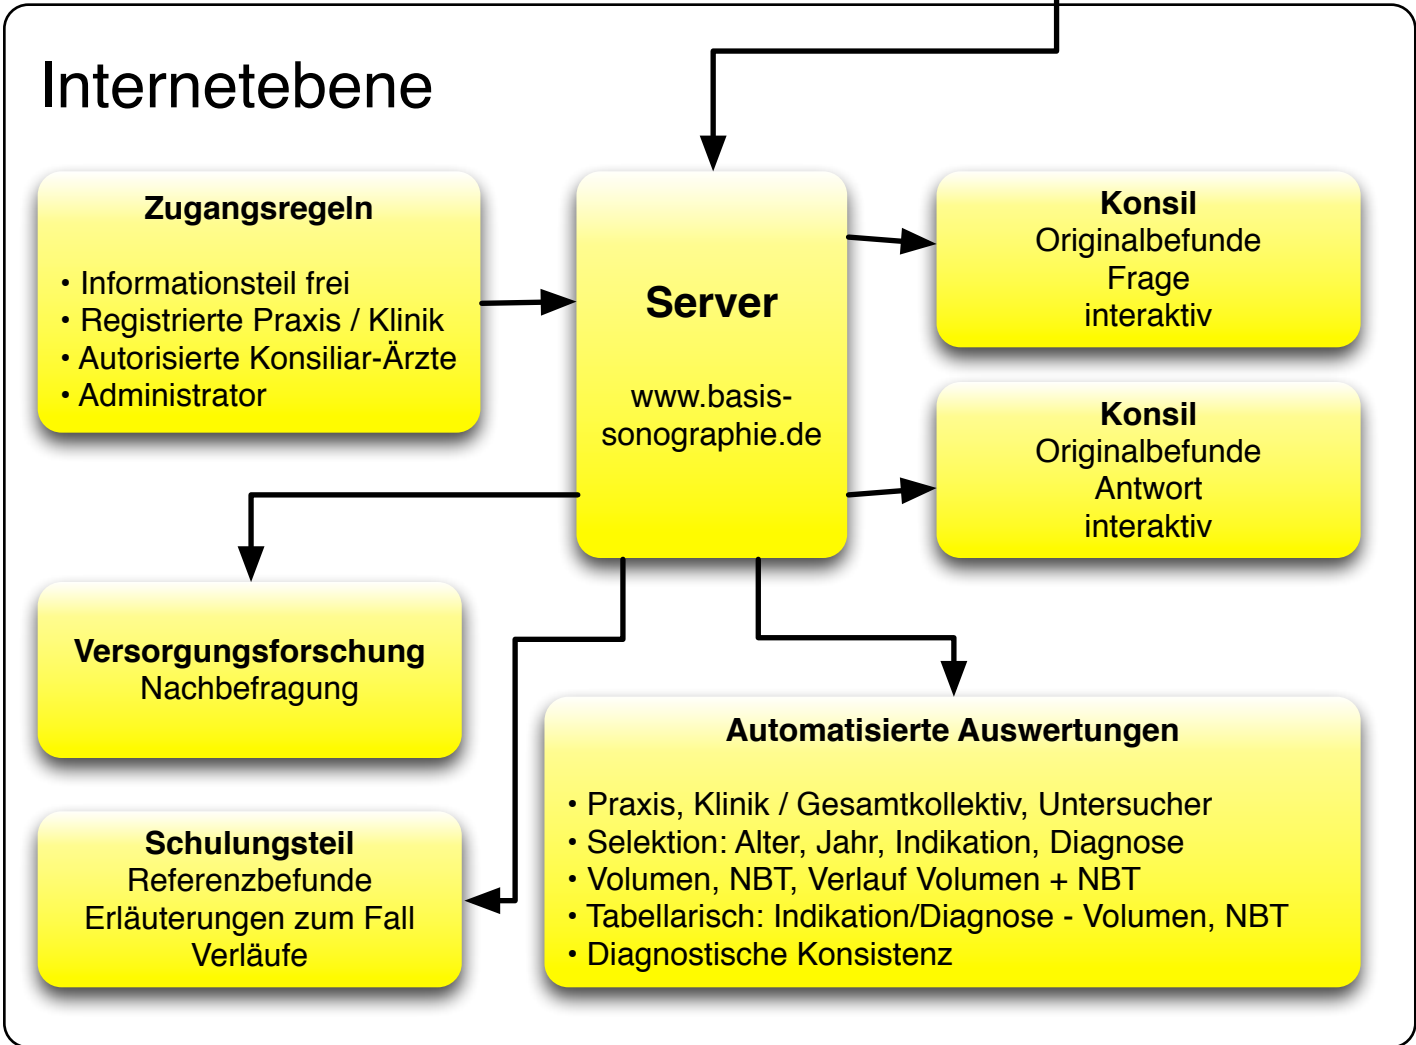 Internetebene
Zugangsregeln
• Informationsteil frei
• Registrierte Praxis / Klinik
• Autorisierte Konsiliar-Ärzte
• Administrator
Server
www.basis-
sonographie.de
Konsil
Originalbefunde
Frage
interaktiv
Konsil
Originalbefunde
Antwort
interaktiv
Versorgungsforschung
Nachbefragung
Schulungsteil
Referenzbefunde
Erläuterungen zum Fall
Verläufe
Automatisierte Auswertungen
• Praxis, Klinik / Gesamtkollektiv, Untersucher
• Selektion: Alter, Jahr, Indikation, Diagnose
• Volumen, NBT, Verlauf Volumen + NBT
• Tabellarisch: Indikation/Diagnose - Volumen, NBT
• Diagnostische Konsistenz